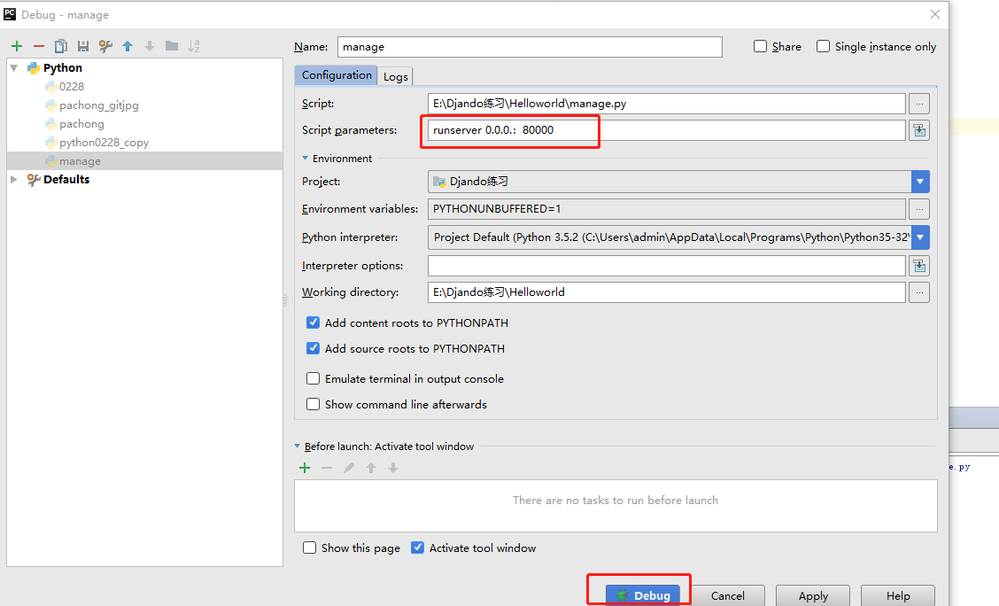 PC Debug - manage
Name: manage Share Single instance only
Python
0228
pachong_gitjpg
pachong
python0228_copy
manage
Defaults
Configuration Logs
Script: E:\Djando练习\Helloworld\manage.py ...
Script parameters: runserver 0.0.0.：80000
Environment
Project: Djando练习
Environment variables: PYTHONUNBUFFERED=1 ...
Python interpreter: Project Default (Python 3.5.2 (C:\Users\admin\AppData\Local\Programs\Python\Python35-32\
Interpreter options:
Working directory: E:\Djando练习\Helloworld ...
Add content roots to PYTHONPATH
Add source roots to PYTHONPATH
Emulate terminal in output console
Show command line afterwards
Before launch: Activate tool window
e.py
There are no tasks to run before launch
Show this page Activate tool window
Debug Cancel Apply Help